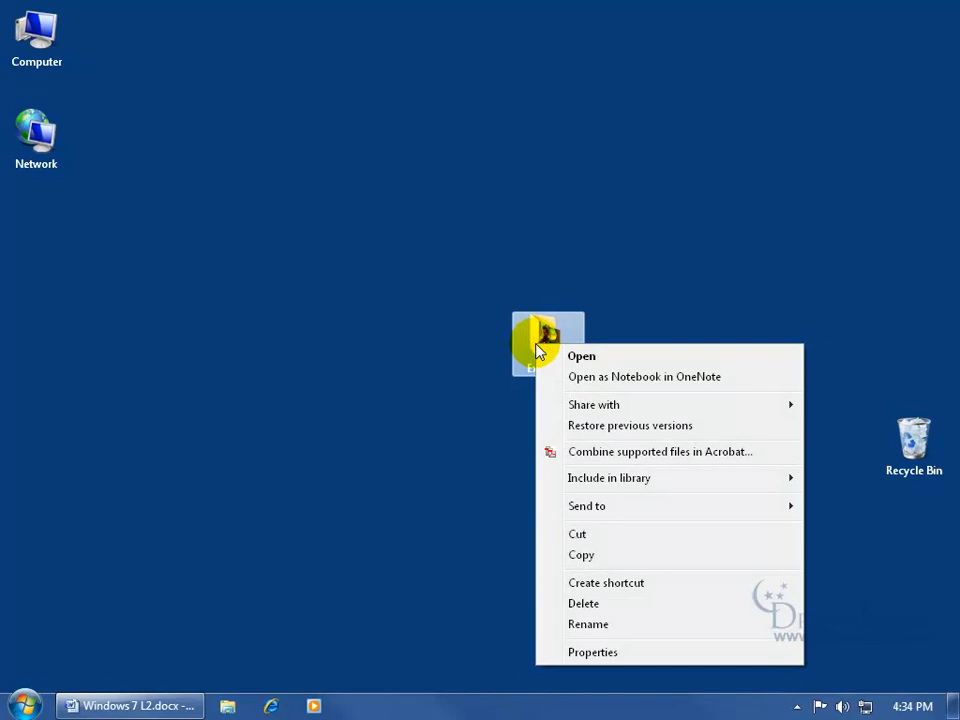 Computer
Network
Open
Open as Notebook in OneNote
Share with
Restore previous versions
Combine supported files in Acrobat...
Include in library
Send to
Cut
Copy
Create shortcut
Delete
Rename
Properties
Recycle Bin
Windows 7 L2.docx -...
4:34 PM